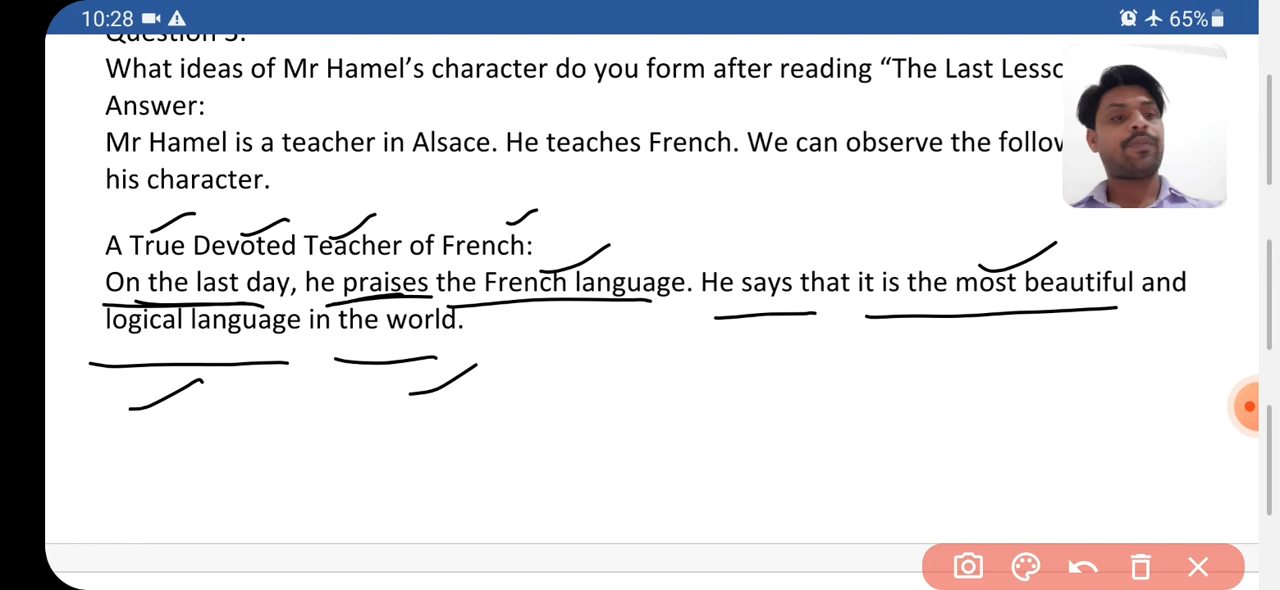 10:28 65%
What ideas of Mr Hamel’s character do you form after reading “The Last
Answer:
Mr Hamel is a teacher in Alsace. He teaches French. We can observe the
his character.
A True Devoted Teacher of French:
On the last day, he praises the French language. He says that it is the most beautiful and
logical language in the world.